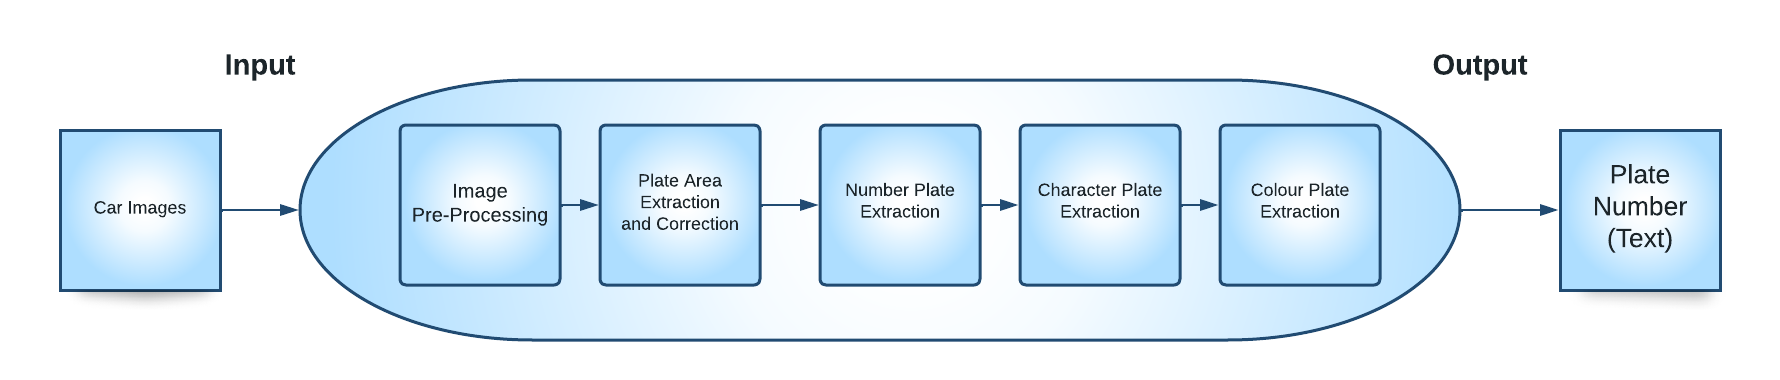 Input
Output
Car Images
Image
Pre-Processing
Plate Area
Extraction
and Correction
Number Plate
Extraction
Character Plate
Extraction
Colour Plate
Extraction
Plate
Number
(Text)